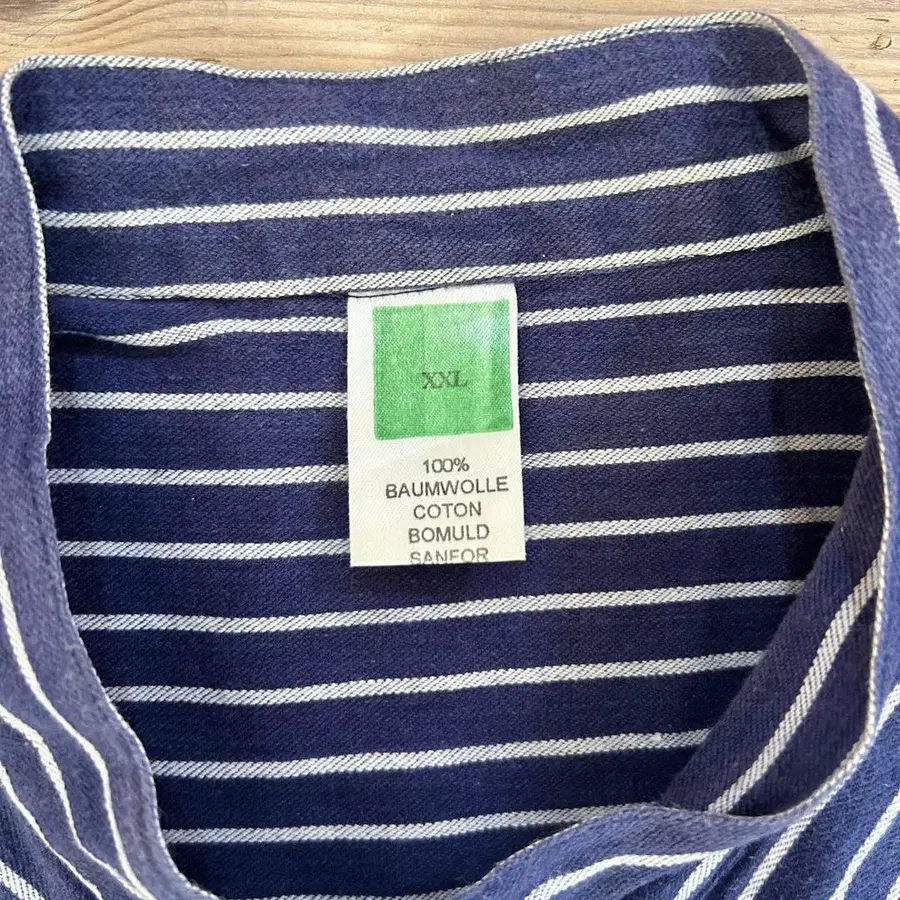 XXL
100%
BAUMWOLLE
COTON
BOMULD
SANFOR